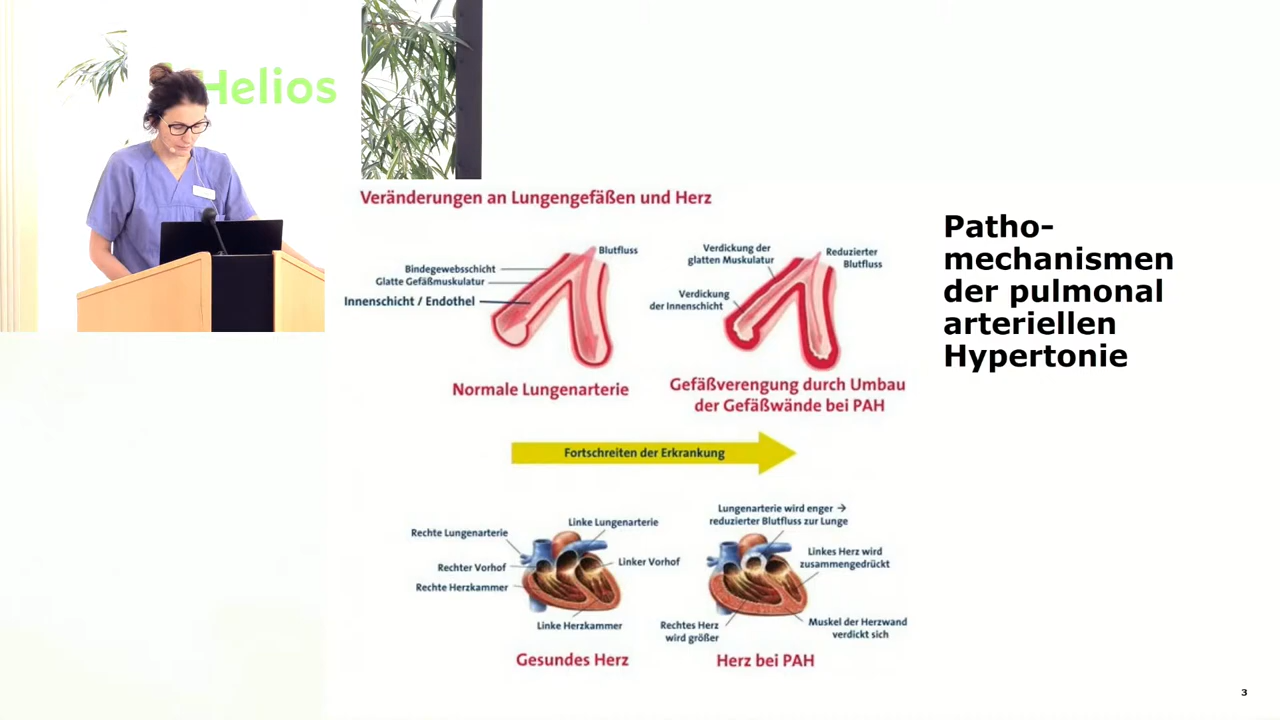 Helios
Veränderungen an Lungengefäßen und Herz
Patho-
mechanismen
der pulmonal
arteriellen
Hypertonie
Blutfluss
Bindegewebsschicht
Glatte Gefäßmuskulatur
Innenschicht / Endothel
Normale Lungenarterie
Verdickung der
glatten Muskulatur
Reduzierter
Blutfluss
Verdickung
der Innenschicht
Gefäßverengung durch Umbau
der Gefäßwände bei PAH
Fortschreiten der Erkrankung
Linke Lungenarterie
Rechte Lungenarterie
Rechter Vorhof
Linker Vorhof
Rechte Herzkammer
Linke Herzkammer
Gesundes Herz
Lungenarterie wird enger →
reduzierter Blutfluss zur Lunge
Linkes Herz wird
zusammengedrückt
Rechtes Herz
wird größer
Muskel der Herzwand
verdickt sich
Herz bei PAH
3